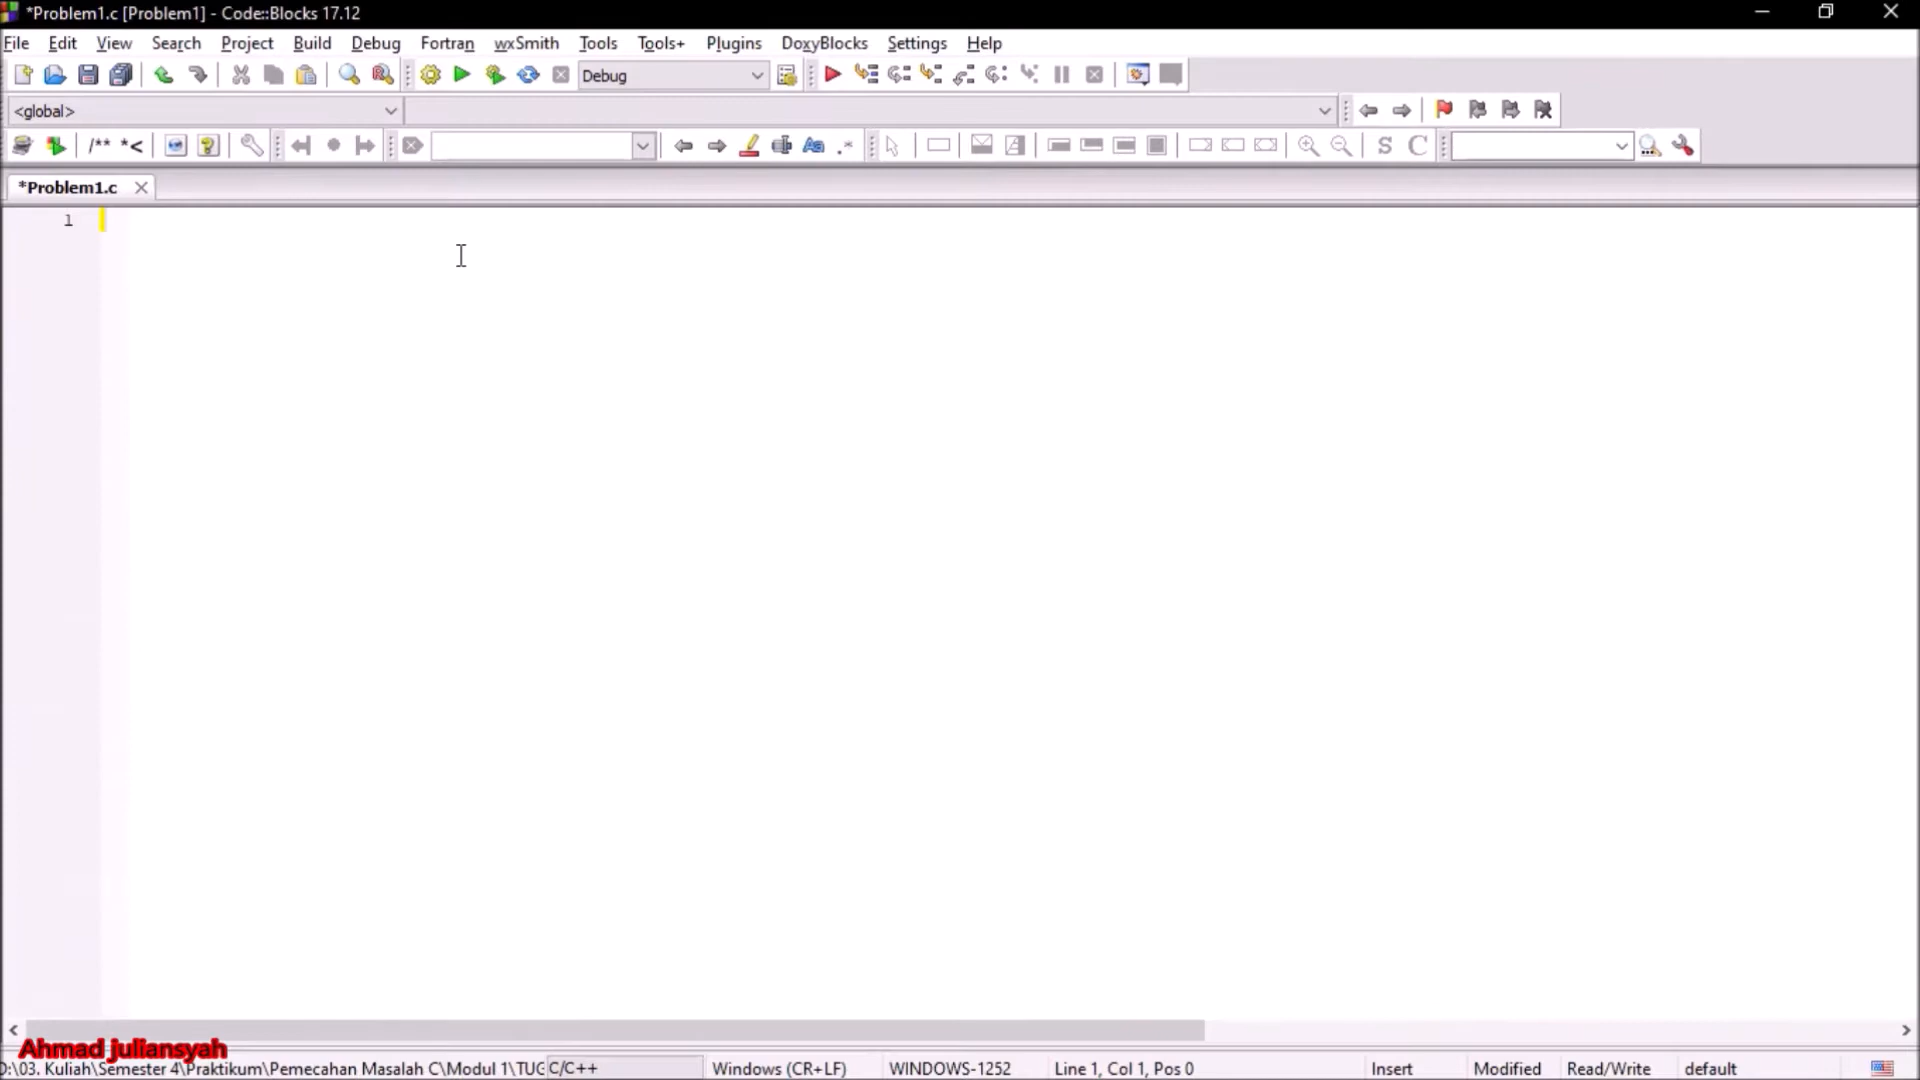 *Problem1.c [Problem1] - Code::Blocks 17.12
File Edit View Search Project Build Debug Fortran wxSmith Tools Tools+ Plugins DoxyBlocks Settings Help
Debug
<global>
/** *<
S C
*Problem1.c
1
Ahmad juliansyah
D:\03. Kuliah\Semester 4\Praktikum\Pemecahan Masalah C\Modul 1\TUG C/C++ Windows (CR+LF) WINDOWS-1252 Line 1, Col 1, Pos 0 Insert Modified Read/Write default